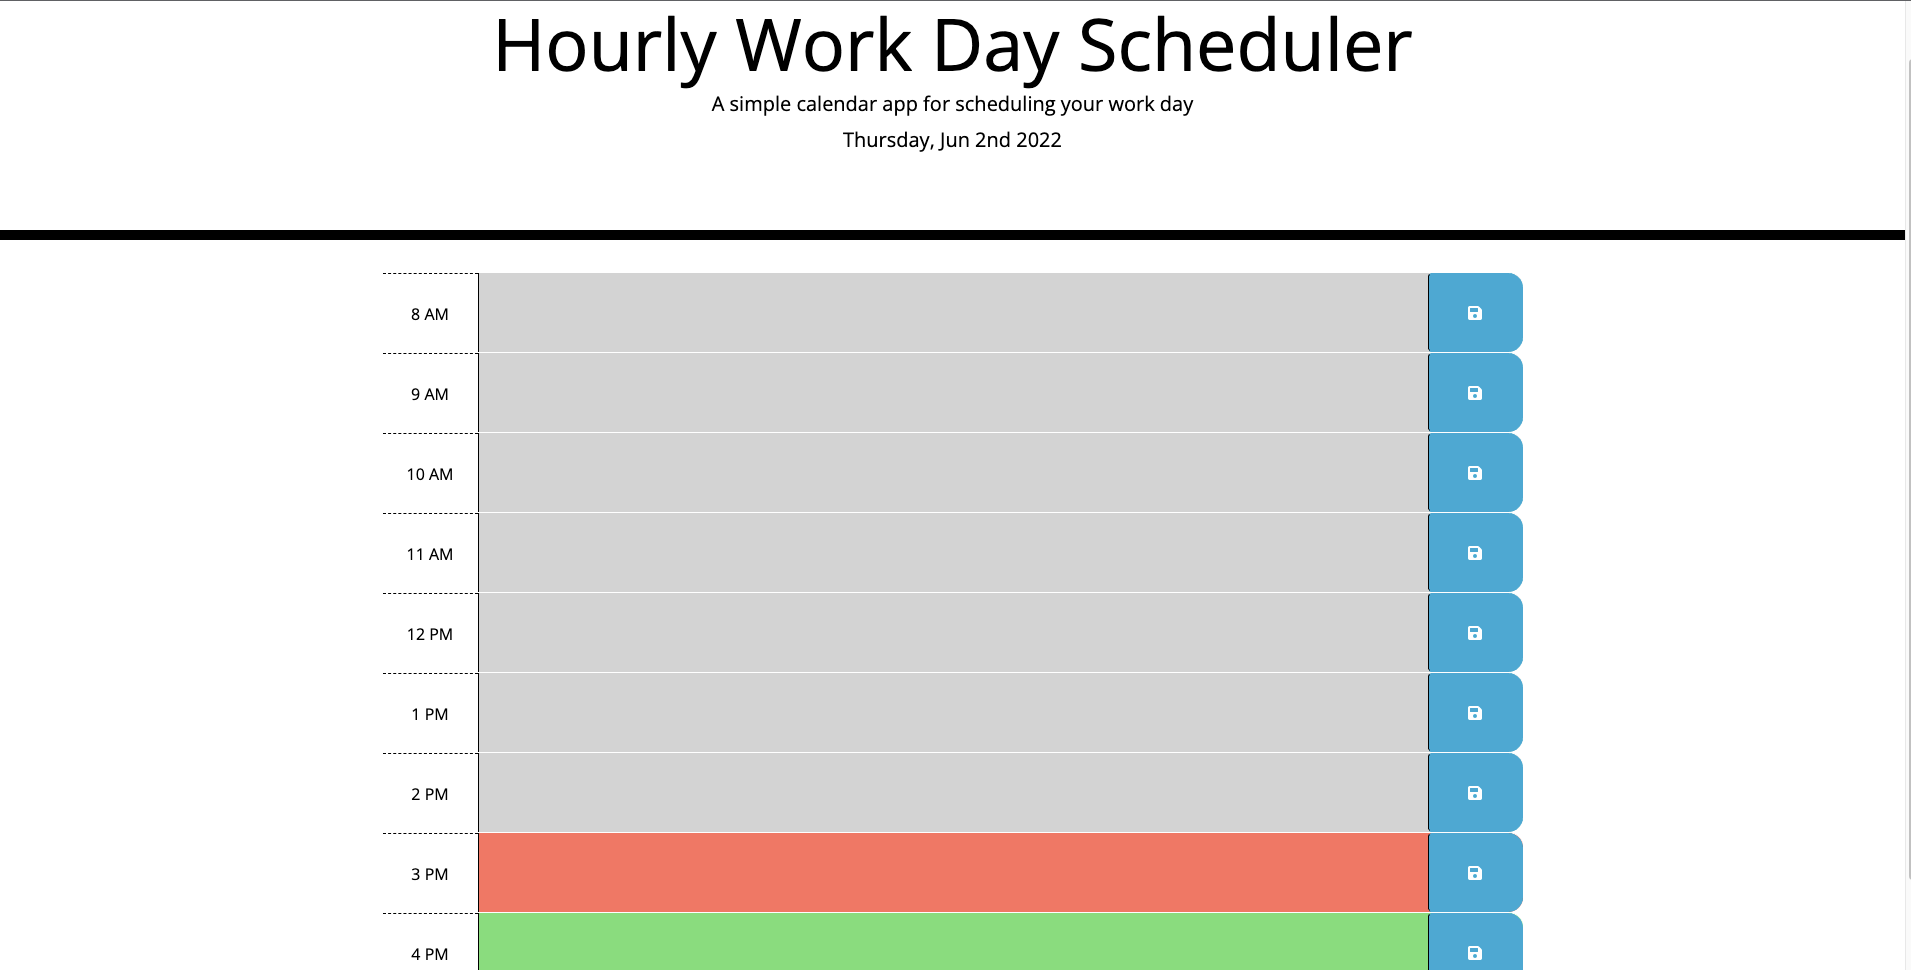 Hourly Work Day Scheduler
A simple calendar app for scheduling your work day
Thursday, Jun 2nd 2022
8 AM
9 AM
10 AM
11 AM
12 PM
1 PM
2 PM
3 PM
4 PM